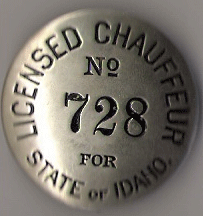 LICENSED CHAUFFEUR
No
728
FOR
STATE OF IDAHO.